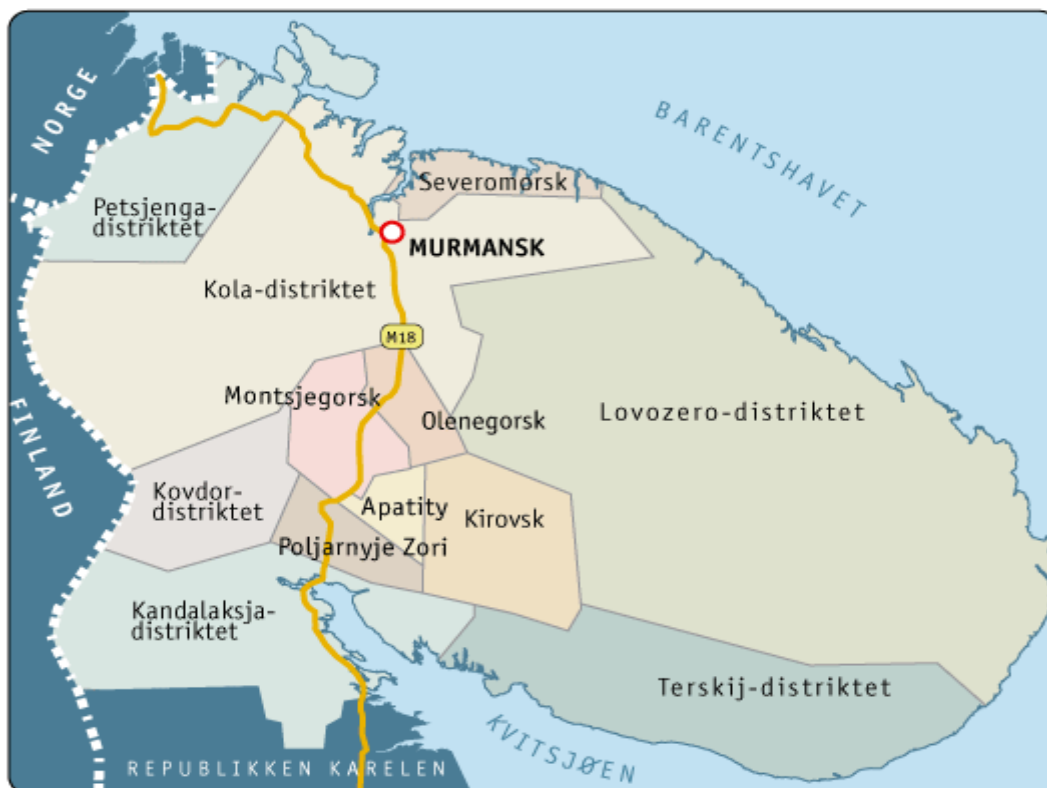 NORGE
BARENTSHAVET
Severomorsk
Petsjenga-
distriktet
MURMANSK
Kola-distriktet
M18
Montsjegorsk
Olenegorsk
Lovozero-distriktet
FINLAND
Kovdor-
distriktet
Apatity
Kirovsk
Poljarnyje Zori
Kandalaksja-
distriktet
Terskij-distriktet
KVITSJØEN
REPUBLIKKEN KARELEN